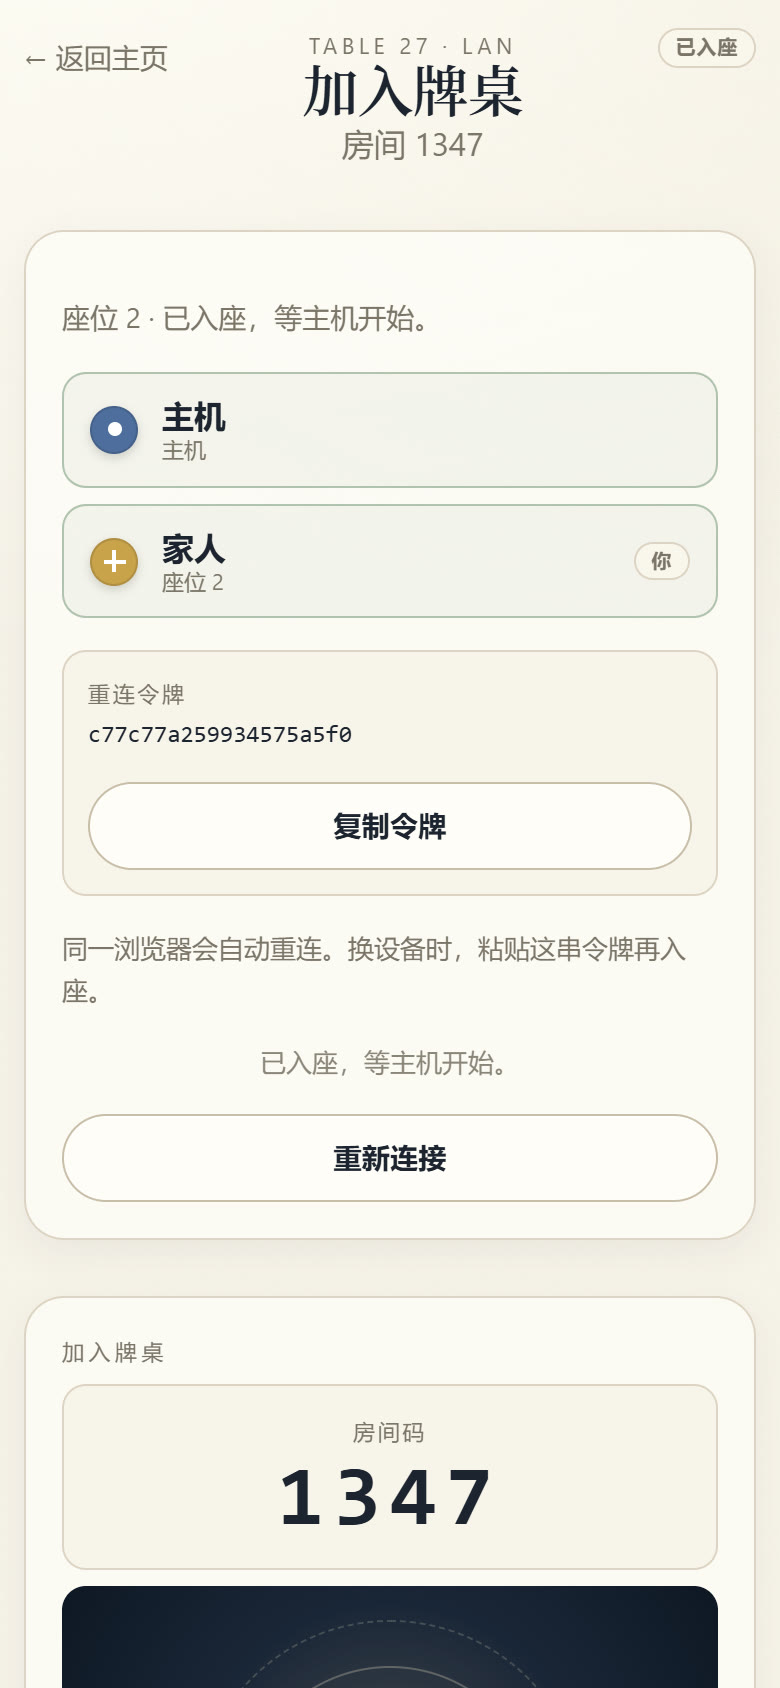 ← 返回主页
TABLE 27 · LAN
已入座
加入牌桌
房间 1347
座位 2 · 已入座，等主机开始。
主机
主机
家人
座位 2
你
重连令牌
c77c77a259934575a5f0
复制令牌
同一浏览器会自动重连。换设备时，粘贴这串令牌再入
座。
已入座，等主机开始。
重新连接
加入牌桌
房间码
1347